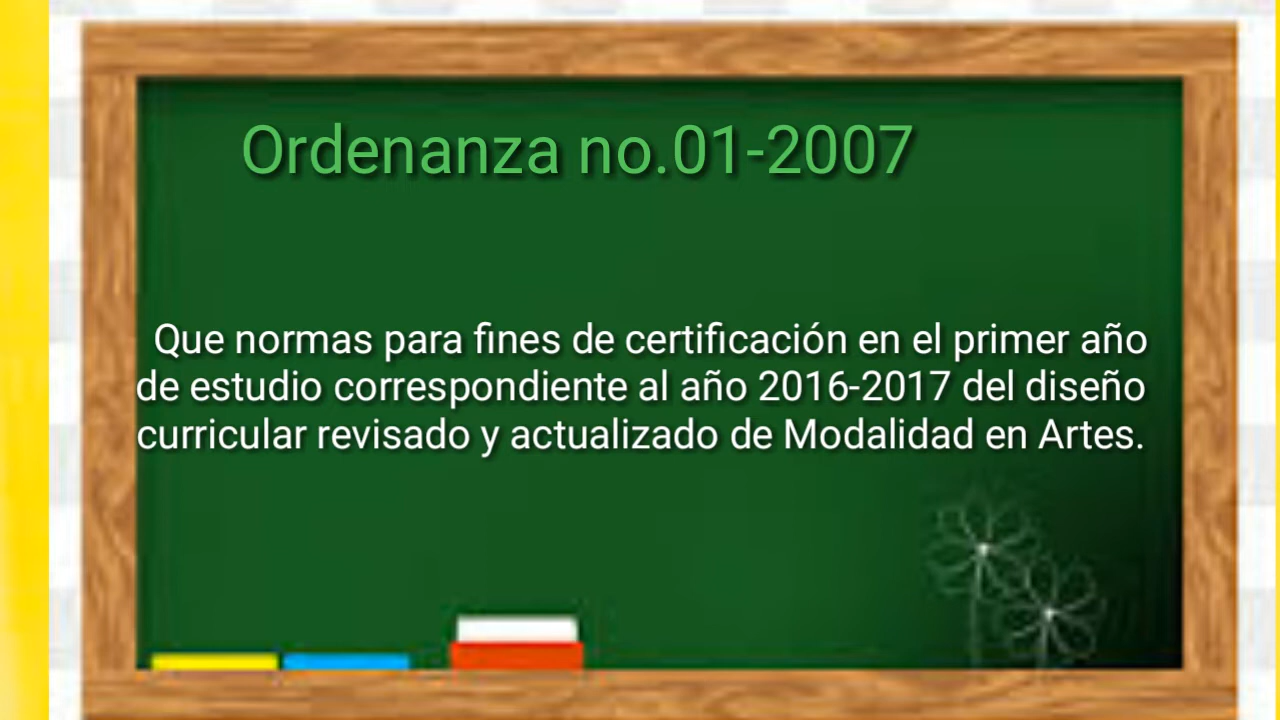 Ordenanza no.01-2007
Que normas para fines de certificación en el primer año
de estudio correspondiente al año 2016-2017 del diseño
curricular revisado y actualizado de Modalidad en Artes.